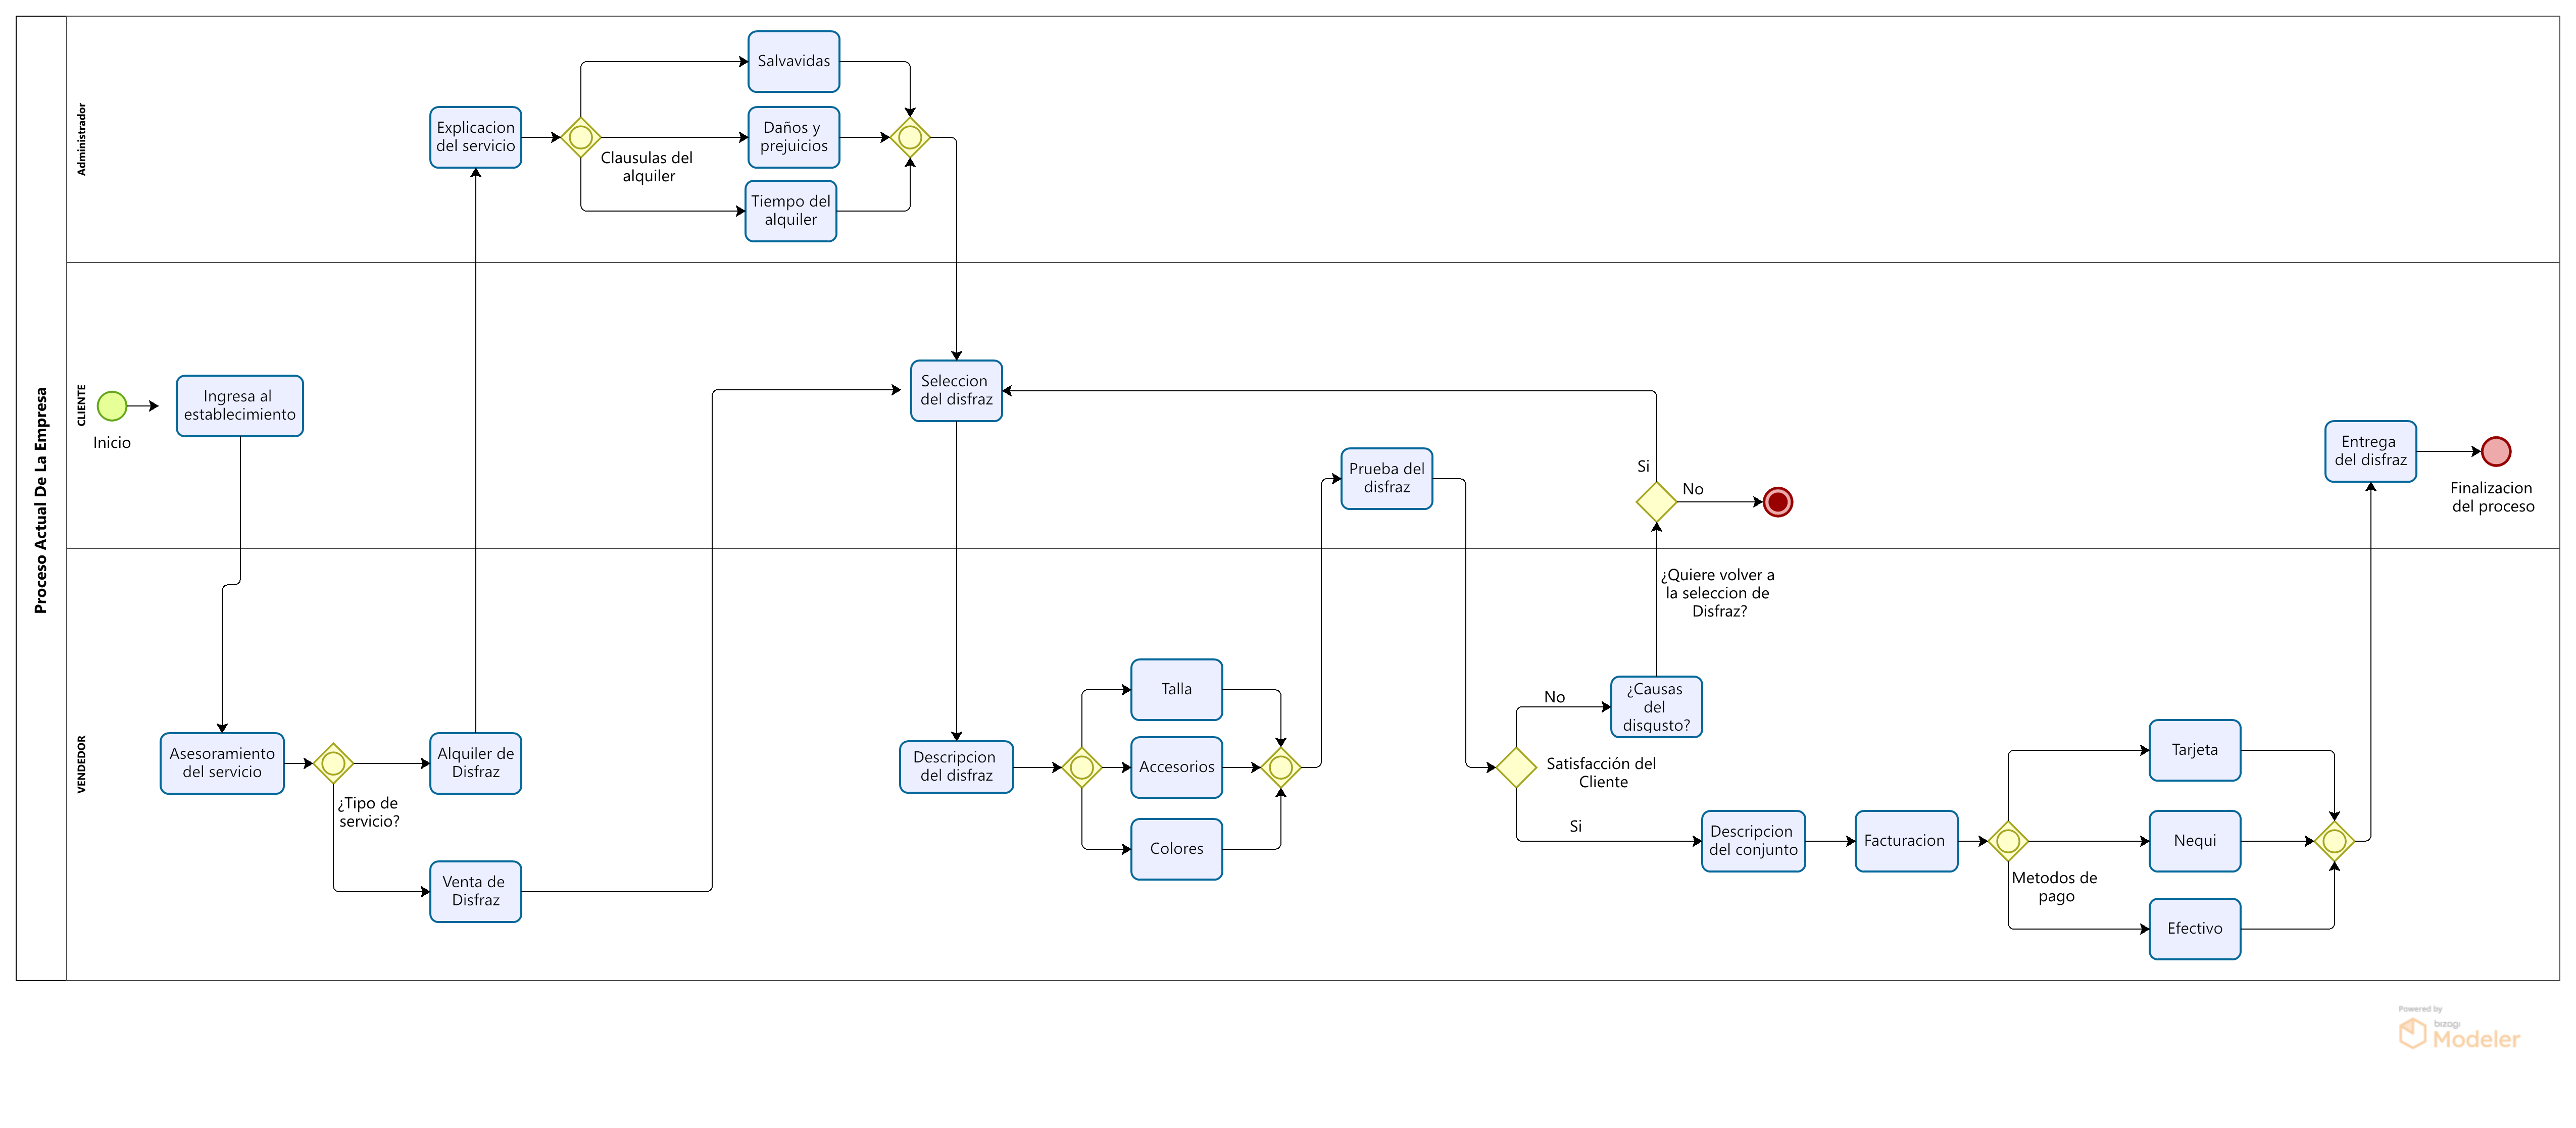 Proceso Actual De La Empresa
Administrador
Explicacion
del servicio
Clausulas del
alquiler
Salvavidas
Daños y
prejuicios
Tiempo del
alquiler
CLIENTE
Inicio
Ingresa al
establecimiento
Seleccion
del disfraz
Prueba del
disfraz
Si
No
Entrega
del disfraz
Finalizacion
del proceso
VENDEDOR
Asesoramiento
del servicio
¿Tipo de
servicio?
Alquiler de
Disfraz
Venta de
Disfraz
Descripcion
del disfraz
Talla
Accesorios
Colores
Satisfacción del
Cliente
No
¿Causas
del
disgusto?
¿Quiere volver a
la seleccion de
Disfraz?
Si
Descripcion
del conjunto
Facturacion
Metodos de
pago
Tarjeta
Nequi
Efectivo
Powered by
bizagi
Modeler